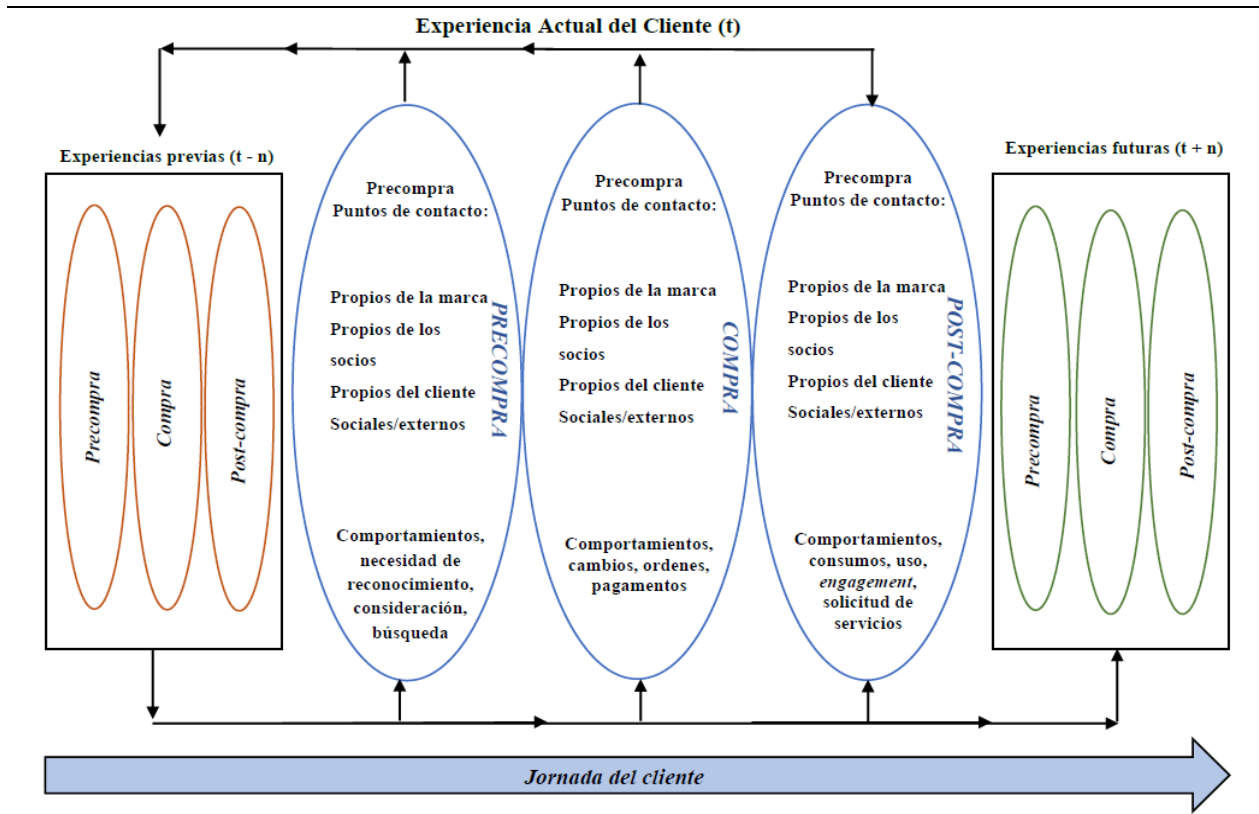 Experiencia Actual del Cliente (t)
Experiencias previas (t - n)
Precompra
Compra
Post-compra
Precompra
Puntos de contacto:
Propios de la marca
Propios de los
socios
Propios del cliente
Sociales/externos
PRECOMPRA
Comportamientos,
necesidad de
reconocimiento,
consideración,
búsqueda
Precompra
Puntos de contacto:
Propios de la marca
Propios de los
socios
Propios del cliente
Sociales/externos
COMPRA
Comportamientos,
cambios, ordenes,
pagamentos
Precompra
Puntos de contacto:
Propios de la marca
Propios de los
socios
Propios del cliente
Sociales/externos
POST-COMPRA
Comportamientos,
consumos, uso,
engagement,
solicitud de
servicios
Experiencias futuras (t + n)
Precompra
Compra
Post-compra
Jornada del cliente